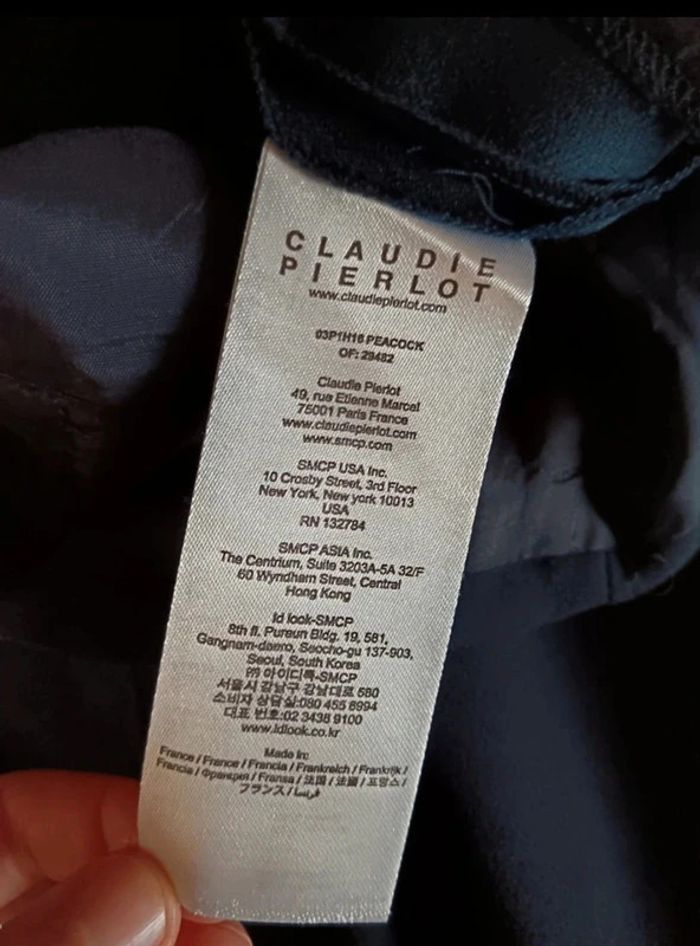 CLAUDIE
PIERLOT
www.claudiepierlot.com
03P1H16 PEACOCK
OF: 29482
Claudie Pierlot
49, rue Etienne Marcel
75001 Paris France
www.claudiepierlot.com
www.smcp.com
SMCP USA Inc.
10 Crosby Street, 3rd Floor
New York, New york 10013
USA
RN 132784
SMCP ASIA Inc.
The Centrium, Suite 3203A-5A 32/F
60 Wyndham Street, Central
Hong Kong
Id look-SMCP
8th fl. Pureun Bldg. 19, 581,
Gangnam-daero, Seocho-gu 137-903,
Seoul, South Korea
㈜ 아이디룩-SMCP
서울시 강남구 강남대로 580
소비자 상담실:080 455 8994
대표 번호:02 3438 9100
www.idlook.co.kr
Made in:
France / France / Francia / Frankreich / Frankrijk /
Francia / Франция / Fransa / 法国 / 法國 / 프랑스 /
フランス / فرنسا